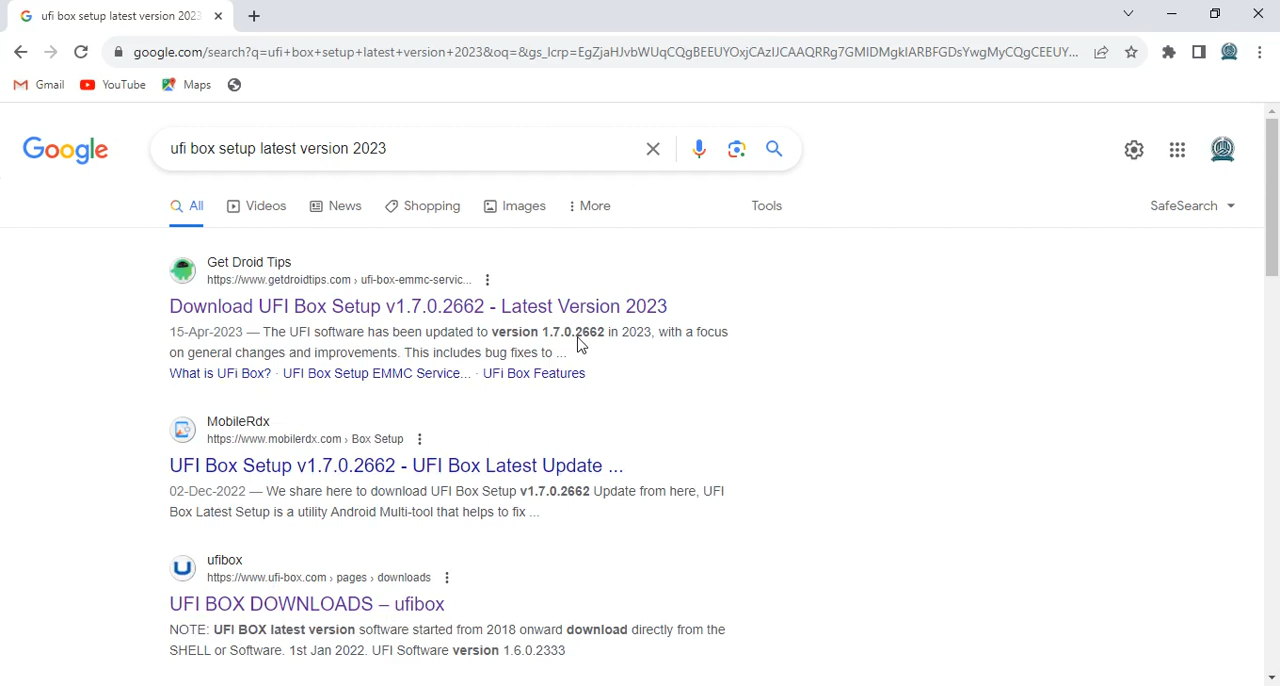 ufi box setup latest version 2023
google.com/search?q=ufi+box+setup+latest+version+2023&oq=&gs_lcrp=EgZjaHJvbWUqCQgBEEUYOxjCAzIJCAAQRRg7GMIDMgkIARBFGDsYwgMyCQgCEEUY...
Gmail YouTube Maps
Google ufi box setup latest version 2023
All Videos News Shopping Images More Tools SafeSearch
Get Droid Tips
https://www.getdroidtips.com › ufi-box-emmc-servic...
Download UFI Box Setup v1.7.0.2662 - Latest Version 2023
15-Apr-2023 — The UFI software has been updated to version 1.7.0.2662 in 2023, with a focus
on general changes and improvements. This includes bug fixes to ...
What is UFi Box? · UFI Box Setup EMMC Service... · UFi Box Features
MobileRdx
https://www.mobilerdx.com › Box Setup
UFI Box Setup v1.7.0.2662 - UFI Box Latest Update ...
02-Dec-2022 — We share here to download UFI Box Setup v1.7.0.2662 Update from here, UFI
Box Latest Setup is a utility Android Multi-tool that helps to fix ...
ufibox
https://www.ufi-box.com › pages › downloads
UFI BOX DOWNLOADS – ufibox
NOTE: UFI BOX latest version software started from 2018 onward download directly from the
SHELL or Software. 1st Jan 2022. UFI Software version 1.6.0.2333